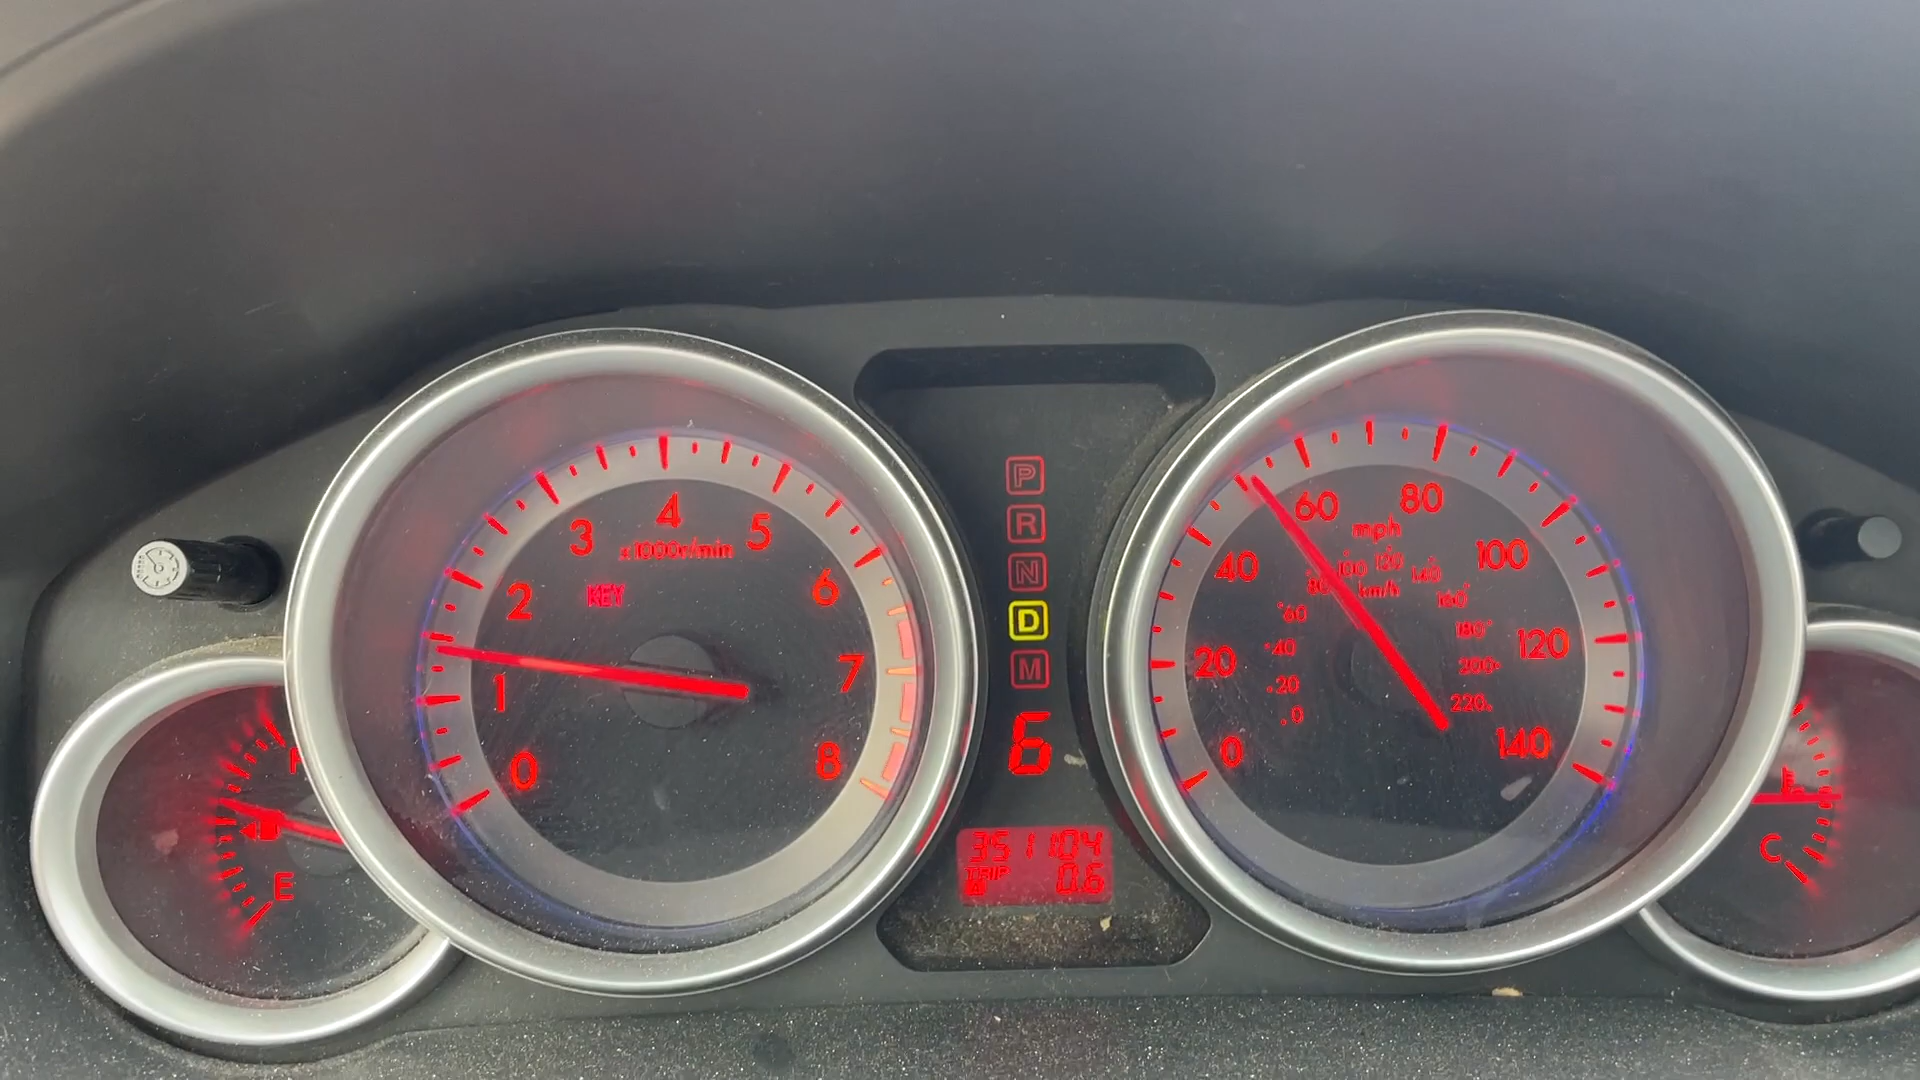 0 1 2 3 4 5 6 7 8
x1000r/min
KEY
E
P
R
N
D
M
6
351104
TRIP A 0.6
0 20 40 60 80 100 120 140
mph
.0 20 40 60 80 100 120 140 160 180 200 220
km/h
C